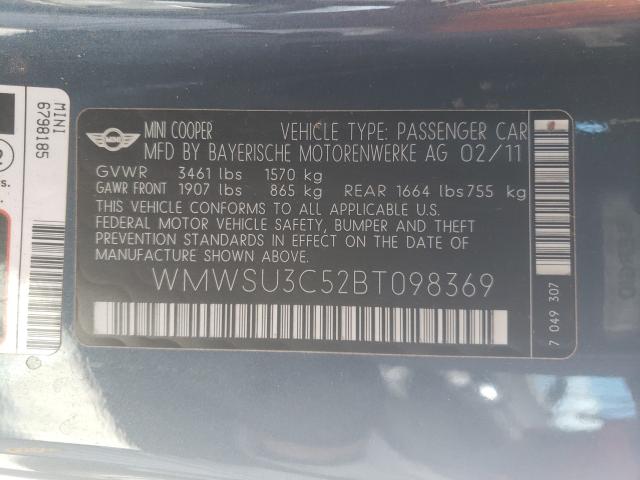 MINI
MINI COOPER VEHICLE TYPE: PASSENGER CAR
MFD BY BAYERISCHE MOTORENWERKE AG 02/11
GVWR 3461 lbs 1570 kg
GAWR FRONT 1907 lbs 865 kg REAR 1664 lbs 755 kg
THIS VEHICLE CONFORMS TO ALL APPLICABLE U.S.
FEDERAL MOTOR VEHICLE SAFETY, BUMPER AND THEFT
PREVENTION STANDARDS IN EFFECT ON THE DATE OF
MANUFACTURE SHOWN ABOVE.
WMWSU3C52BT098369
7 049 307
MINI
6798185